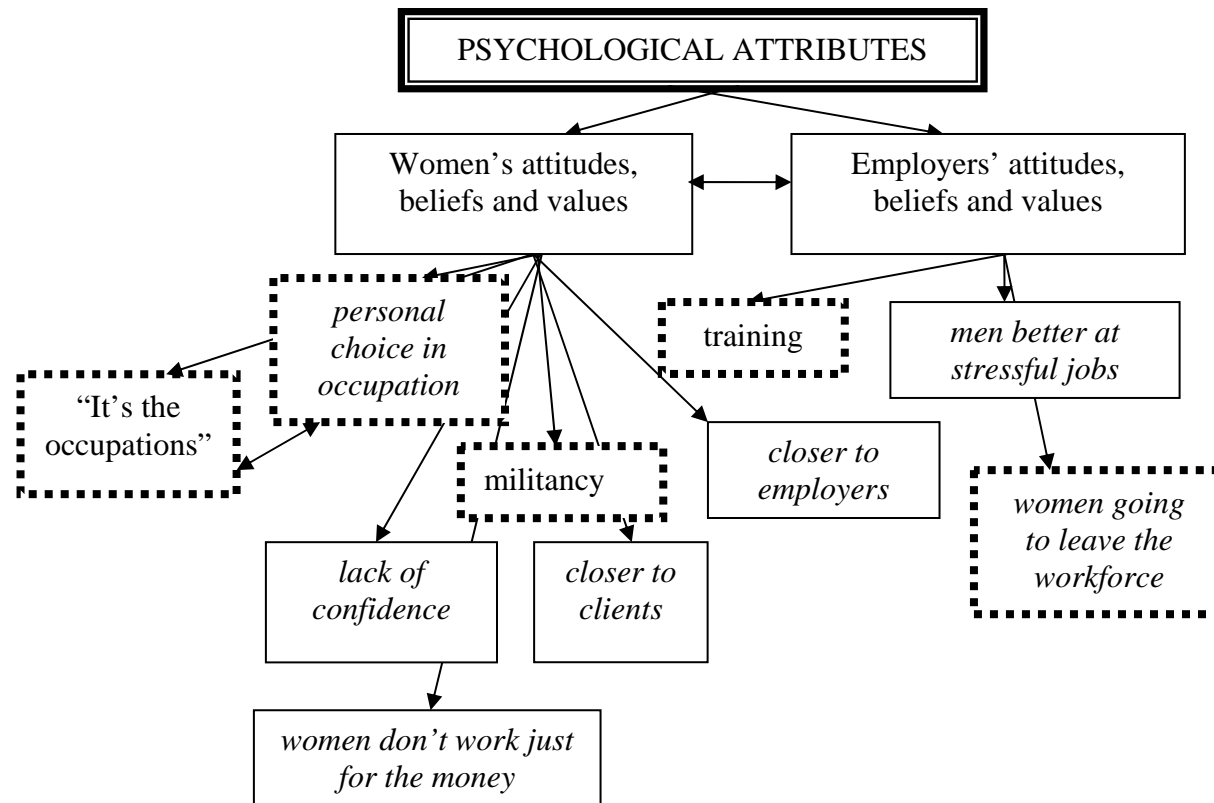 PSYCHOLOGICAL ATTRIBUTES
Women’s attitudes,
beliefs and values
Employers’ attitudes,
beliefs and values
personal
choice in
occupation
training
men better at
stressful jobs
“It’s the
occupations”
militancy
closer to
employers
women going
to leave the
workforce
lack of
confidence
closer to
clients
women don’t work just
for the money